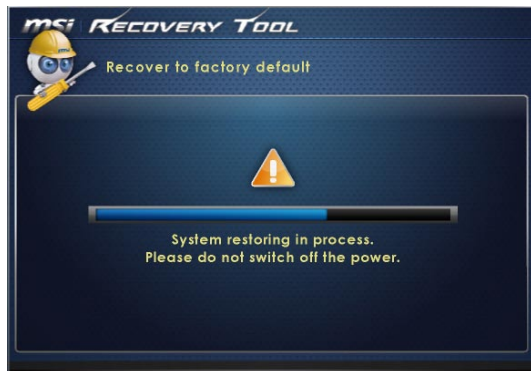 msi RECOVERY TOOL
Recover to factory default
System restoring in process.
Please do not switch off the power.